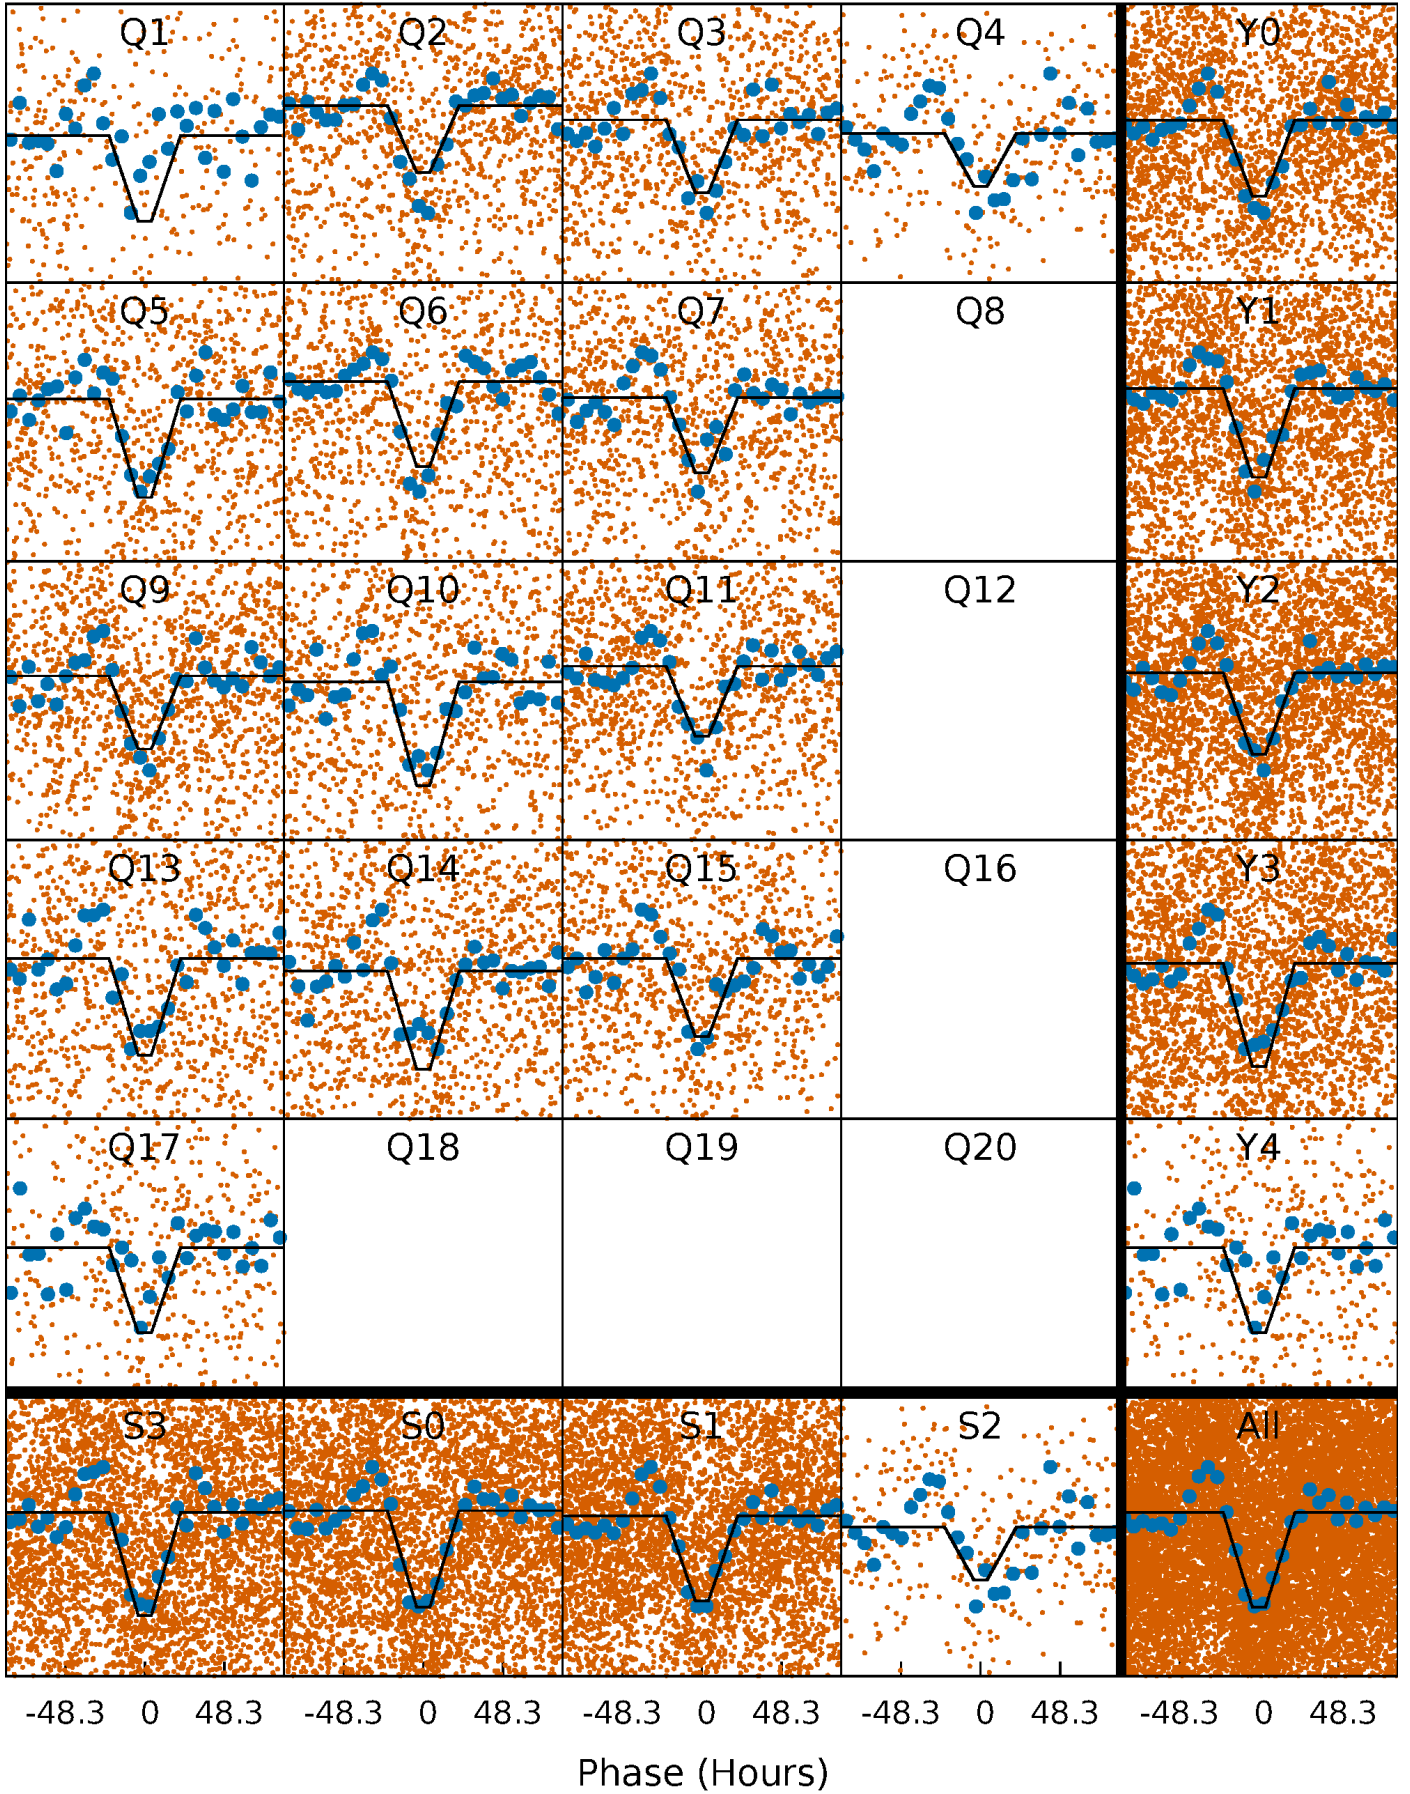 Q1 Q2 Q3 Q4 Y0
Q5 Q6 Q7 Q8 Y1
Q9 Q10 Q11 Q12 Y2
Q13 Q14 Q15 Q16 Y3
Q17 Q18 Q19 Q20 Y4
S3 S0 S1 S2 All
-48.3 0 48.3 -48.3 0 48.3 -48.3 0 48.3 -48.3 0 48.3 -48.3 0 48.3
Phase (Hours)